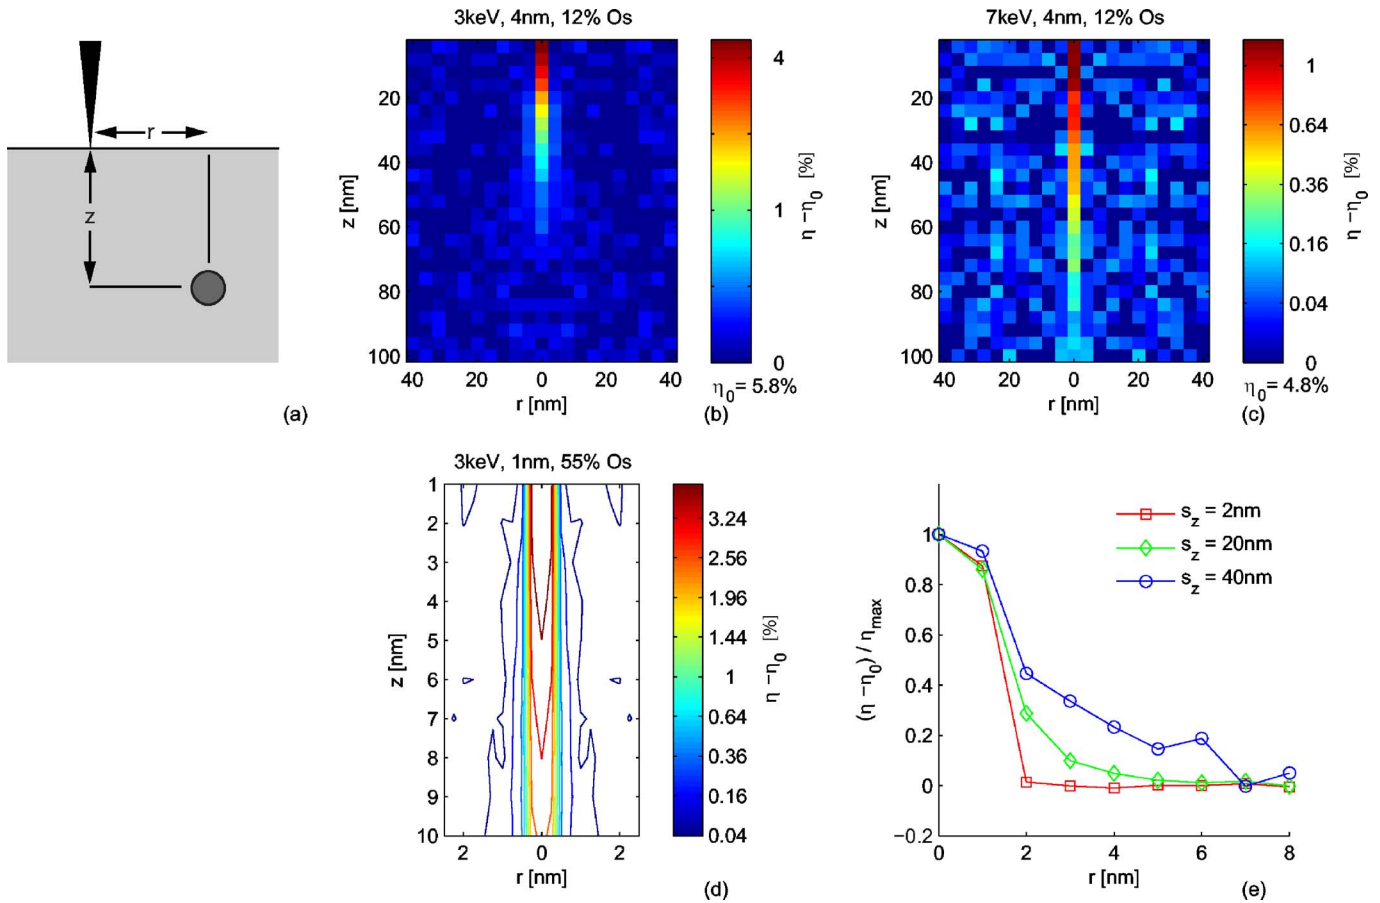 r
z
(a)
3keV, 4nm, 12% Os
20
40
60
80
100
z [nm]
40 20 0 20 40
r [nm]
4
1
0
η −η0 [%]
η0= 5.8%
(b)
7keV, 4nm, 12% Os
20
40
60
80
100
z [nm]
40 20 0 20 40
r [nm]
1
0.64
0.36
0.16
0.04
0
η −η0 [%]
η0= 4.8%
(c)
3keV, 1nm, 55% Os
1
2
3
4
5
6
7
8
9
10
z [nm]
2 0 2
r [nm]
3.24
2.56
1.96
1.44
1
0.64
0.36
0.16
0.04
η −η0 [%]
(d)
1
0.8
0.6
0.4
0.2
0
−0.2
(η −η0) / ηmax
0 2 4 6 8
r [nm]
sz = 2nm
sz = 20nm
sz = 40nm
(e)